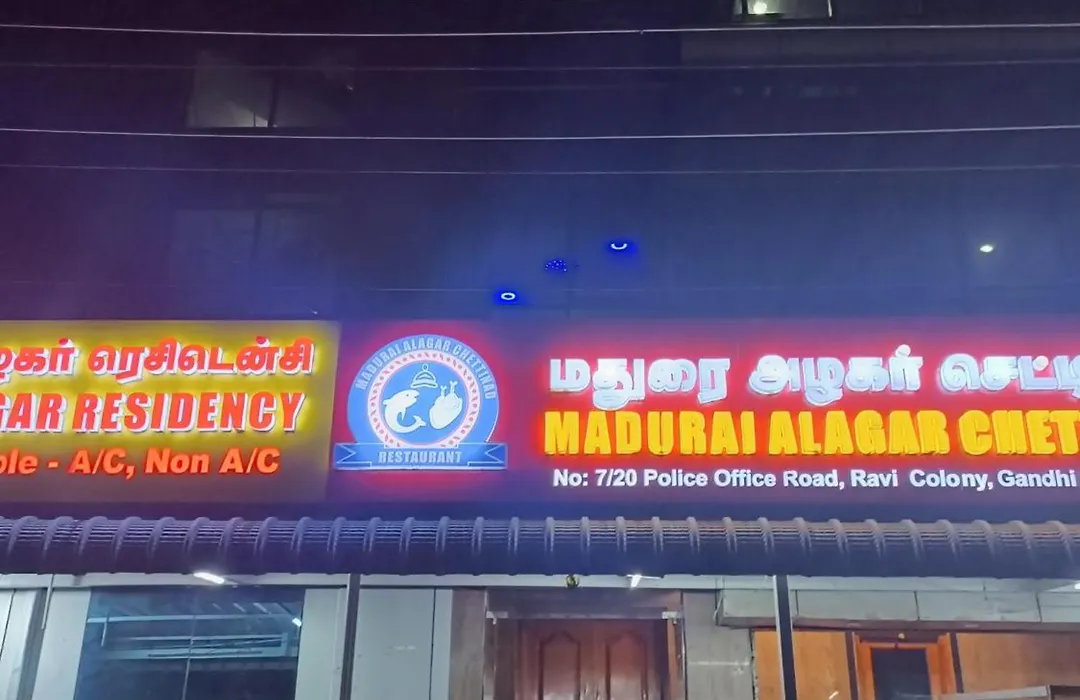 ழகர் ரெசிடென்சி
GAR RESIDENCY
ble - A/C, Non A/C
MADURAI ALAGAR CHETTINAD
RESTAURANT
மதுரை அழகர் செட்டி
MADURAI ALAGAR CHET
No: 7/20 Police Office Road, Ravi Colony, Gandhi